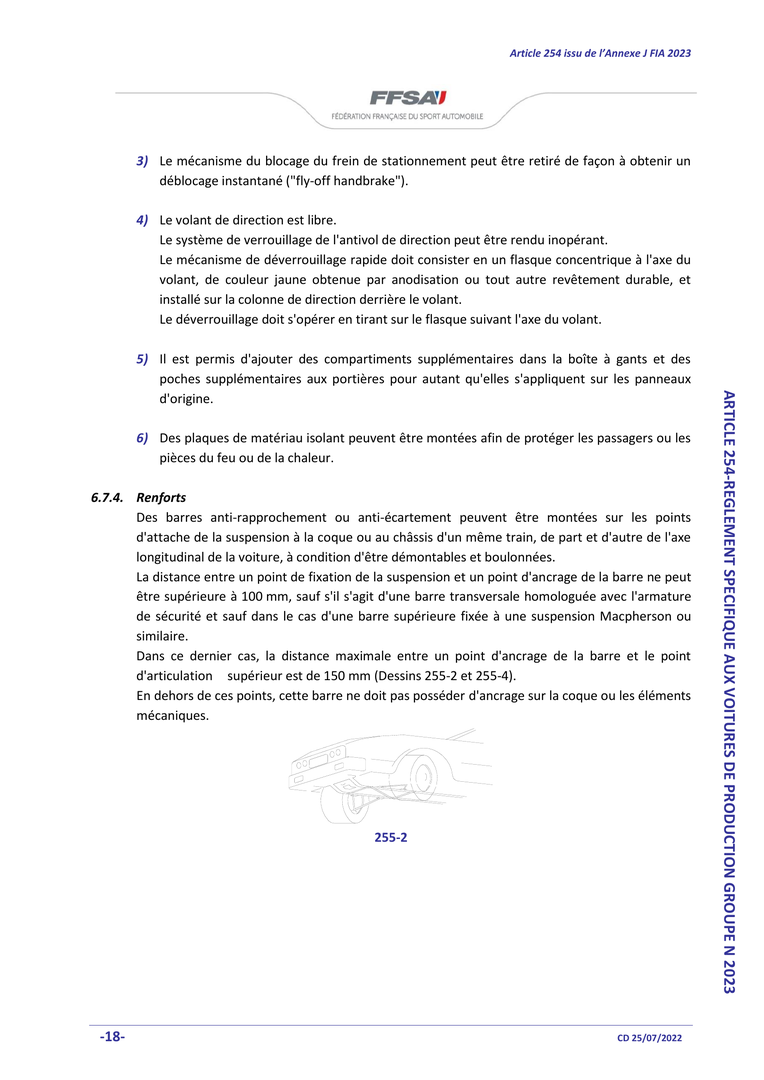 Article 254 issu de l'Annexe J FIA 2023
FFSA
FÉDÉRATION FRANÇAISE DU SPORT AUTOMOBILE
3) Le mécanisme du blocage du frein de stationnement peut être retiré de façon à obtenir un
déblocage instantané ("fly-off handbrake").
4) Le volant de direction est libre.
Le système de verrouillage de l'antivol de direction peut être rendu inopérant.
Le mécanisme de déverrouillage rapide doit consister en un flasque concentrique à l'axe du
volant, de couleur jaune obtenue par anodisation ou tout autre revêtement durable, et
installé sur la colonne de direction derrière le volant.
Le déverrouillage doit s'opérer en tirant sur le flasque suivant l'axe du volant.
5) Il est permis d'ajouter des compartiments supplémentaires dans la boîte à gants et des
poches supplémentaires aux portières pour autant qu'elles s'appliquent sur les panneaux
d'origine.
6) Des plaques de matériau isolant peuvent être montées afin de protéger les passagers ou les
pièces du feu ou de la chaleur.
6.7.4. Renforts
Des barres anti-rapprochement ou anti-écartement peuvent être montées sur les points
d'attache de la suspension à la coque ou au châssis d'un même train, de part et d'autre de l'axe
longitudinal de la voiture, à condition d'être démontables et boulonnées.
La distance entre un point de fixation de la suspension et un point d'ancrage de la barre ne peut
être supérieure à 100 mm, sauf s'il s'agit d'une barre transversale homologuée avec l'armature
de sécurité et sauf dans le cas d'une barre supérieure fixée à une suspension Macpherson ou
similaire.
Dans ce dernier cas, la distance maximale entre un point d'ancrage de la barre et le point
d'articulation supérieur est de 150 mm (Dessins 255-2 et 255-4).
En dehors de ces points, cette barre ne doit pas posséder d'ancrage sur la coque ou les éléments
mécaniques.
255-2
ARTICLE 254-REGLEMENT SPECIFIQUE AUX VOITURES DE PRODUCTION GROUPE N 2023
-18-
CD 25/07/2022